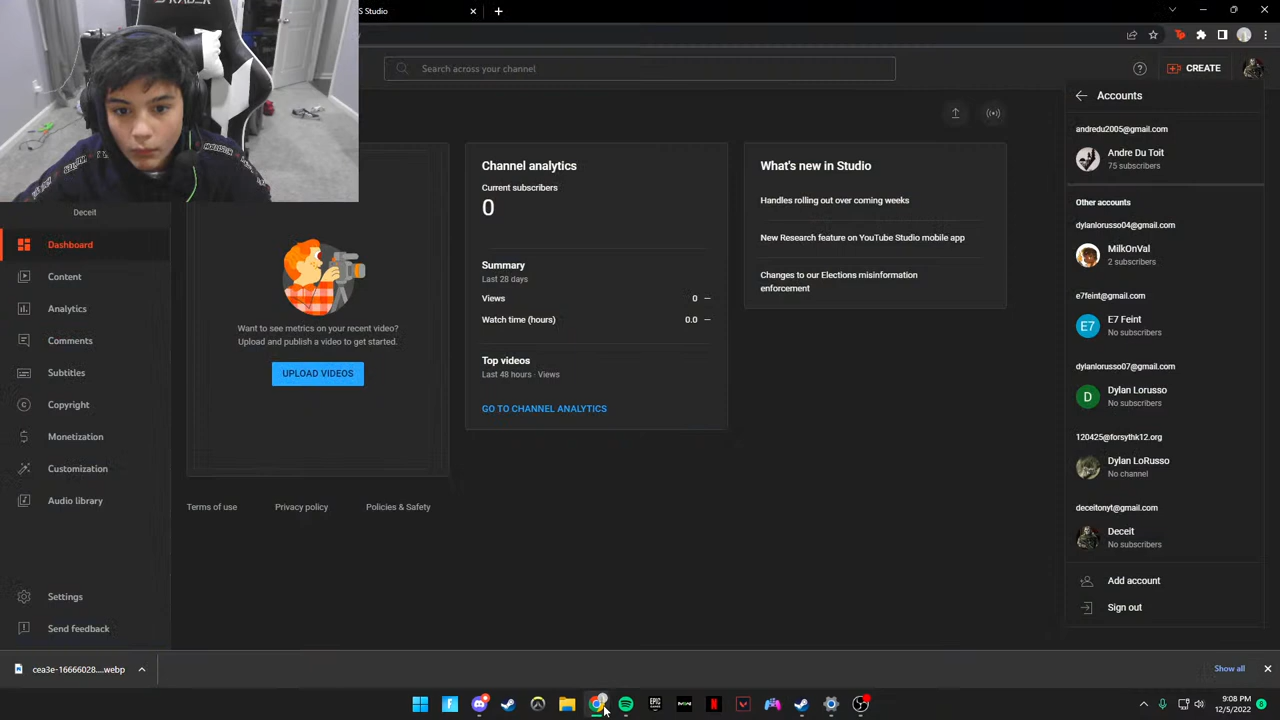 S Studio
Search across your channel
CREATE
Accounts
andredu2005@gmail.com
Andre Du Toit
75 subscribers
Other accounts
dylanlorusso04@gmail.com
MilkOnVal
2 subscribers
e7feint@gmail.com
E7 Feint
No subscribers
dylanlorusso07@gmail.com
D
Dylan Lorusso
No subscribers
120425@forsythk12.org
Dylan LoRusso
No channel
deceitonyt@gmail.com
Deceit
No subscribers
Add account
Sign out
Deceit
Dashboard
Content
Analytics
Comments
Subtitles
Copyright
Monetization
Customization
Audio library
Settings
Send feedback
Want to see metrics on your recent video?
Upload and publish a video to get started.
UPLOAD VIDEOS
Channel analytics
Current subscribers
0
Summary
Last 28 days
Views 0 —
Watch time (hours) 0.0 —
Top videos
Last 48 hours · Views
GO TO CHANNEL ANALYTICS
What's new in Studio
Handles rolling out over coming weeks
New Research feature on YouTube Studio mobile app
Changes to our Elections misinformation
enforcement
Terms of use
Privacy policy
Policies & Safety
cea3e-16666028....webp
Show all
9:08 PM
12/5/2022